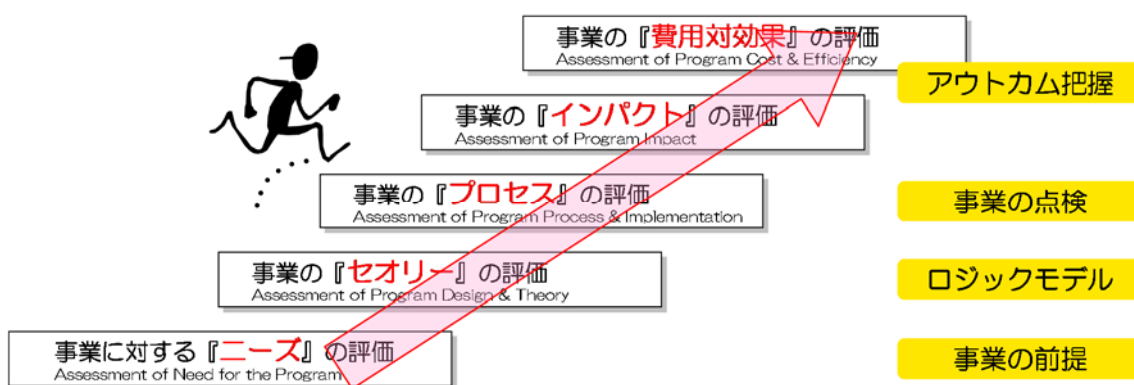 事業の『費用対効果』の評価
Assessment of Program Cost & Efficiency
アウトカム把握
事業の『インパクト』の評価
Assessment of Program Impact
事業の『プロセス』の評価
Assessment of Program Process & Implementation
事業の点検
事業の『セオリー』の評価
Assessment of Program Design & Theory
ロジックモデル
事業に対する『ニーズ』の評価
Assessment of Need for the Program
事業の前提